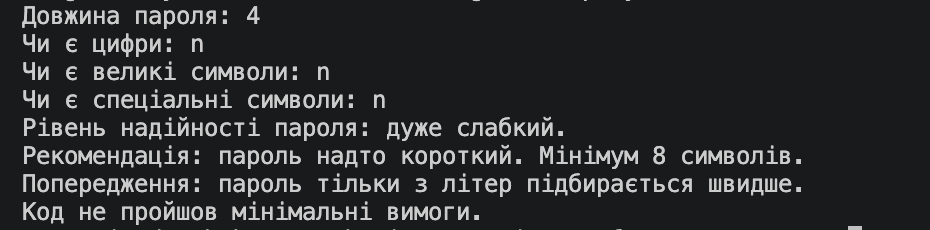 Довжина пароля: 4
Чи є цифри: n
Чи є великі символи: n
Чи є спеціальні символи: n
Рівень надійності пароля: дуже слабкий.
Рекомендація: пароль надто короткий. Мінімум 8 символів.
Попередження: пароль тільки з літер підбирається швидше.
Код не пройшов мінімальні вимоги.